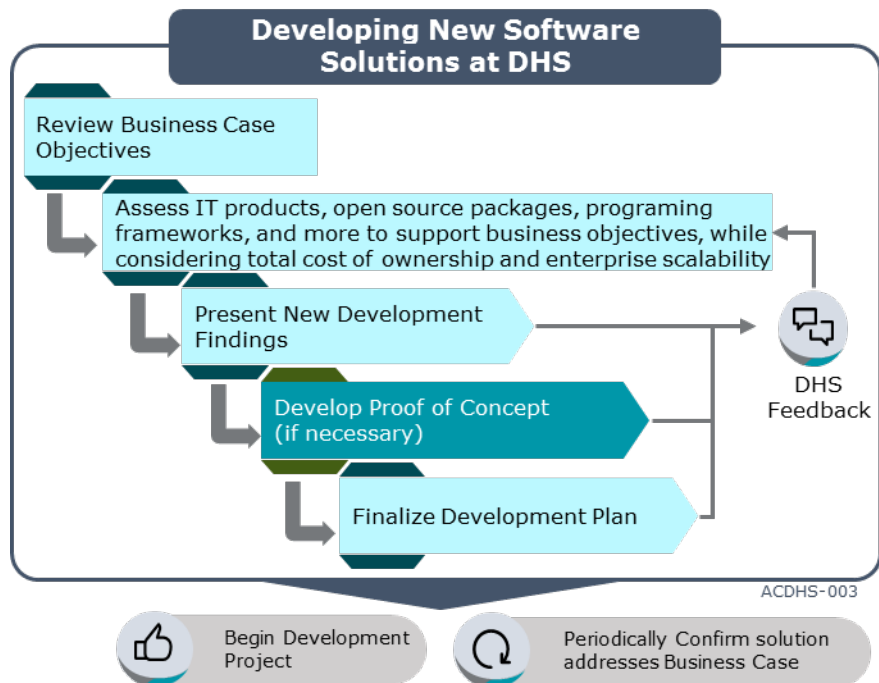 Developing New Software
Solutions at DHS
Review Business Case
Objectives
Assess IT products, open source packages, programing
frameworks, and more to support business objectives, while
considering total cost of ownership and enterprise scalability
Present New Development
Findings
Develop Proof of Concept
(if necessary)
Finalize Development Plan
DHS
Feedback
ACDHS-003
Begin Development
Project
Periodically Confirm solution
addresses Business Case